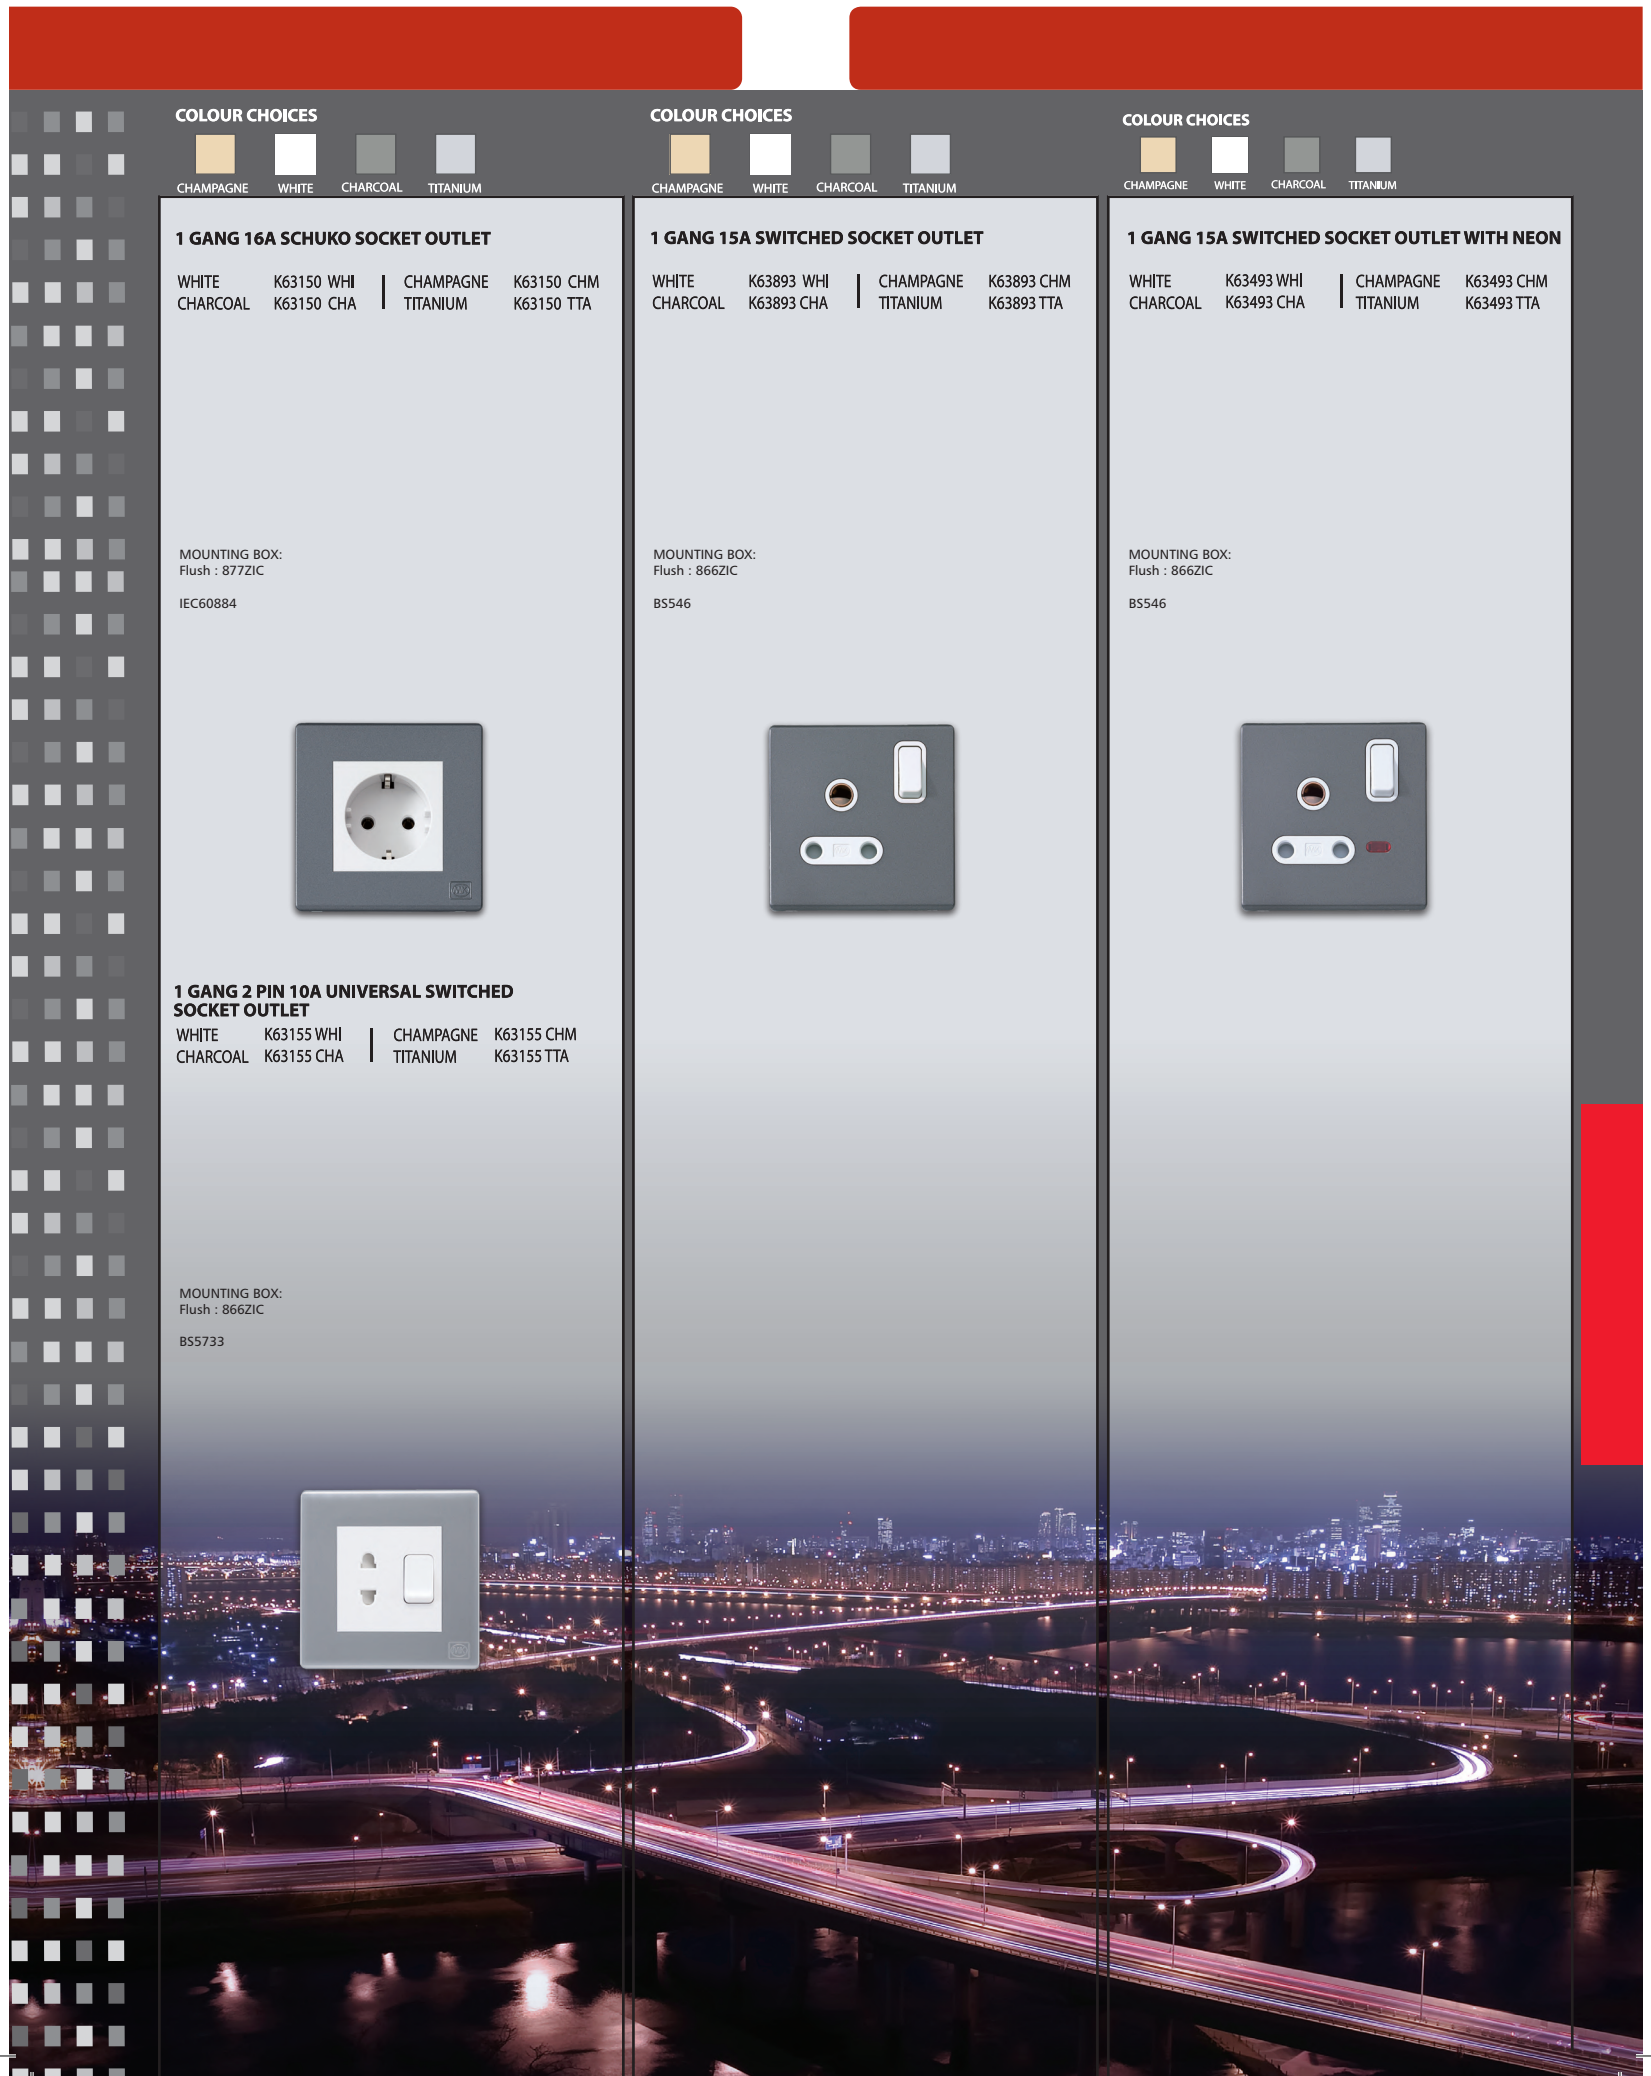 COLOUR CHOICES
CHAMPAGNE WHITE CHARCOAL TITANIUM
1 GANG 16A SCHUKO SOCKET OUTLET
WHITE K63150 WHI | CHAMPAGNE K63150 CHM
CHARCOAL K63150 CHA | TITANIUM K63150 TTA
MOUNTING BOX:
Flush : 877ZIC
IEC60884
1 GANG 2 PIN 10A UNIVERSAL SWITCHED
SOCKET OUTLET
WHITE K63155 WHI | CHAMPAGNE K63155 CHM
CHARCOAL K63155 CHA | TITANIUM K63155 TTA
MOUNTING BOX:
Flush : 866ZIC
BS5733
COLOUR CHOICES
CHAMPAGNE WHITE CHARCOAL TITANIUM
1 GANG 15A SWITCHED SOCKET OUTLET
WHITE K63893 WHI | CHAMPAGNE K63893 CHM
CHARCOAL K63893 CHA | TITANIUM K63893 TTA
MOUNTING BOX:
Flush : 866ZIC
BS546
COLOUR CHOICES
CHAMPAGNE WHITE CHARCOAL TITANIUM
1 GANG 15A SWITCHED SOCKET OUTLET WITH NEON
WHITE K63493 WHI | CHAMPAGNE K63493 CHM
CHARCOAL K63493 CHA | TITANIUM K63493 TTA
MOUNTING BOX:
Flush : 866ZIC
BS546